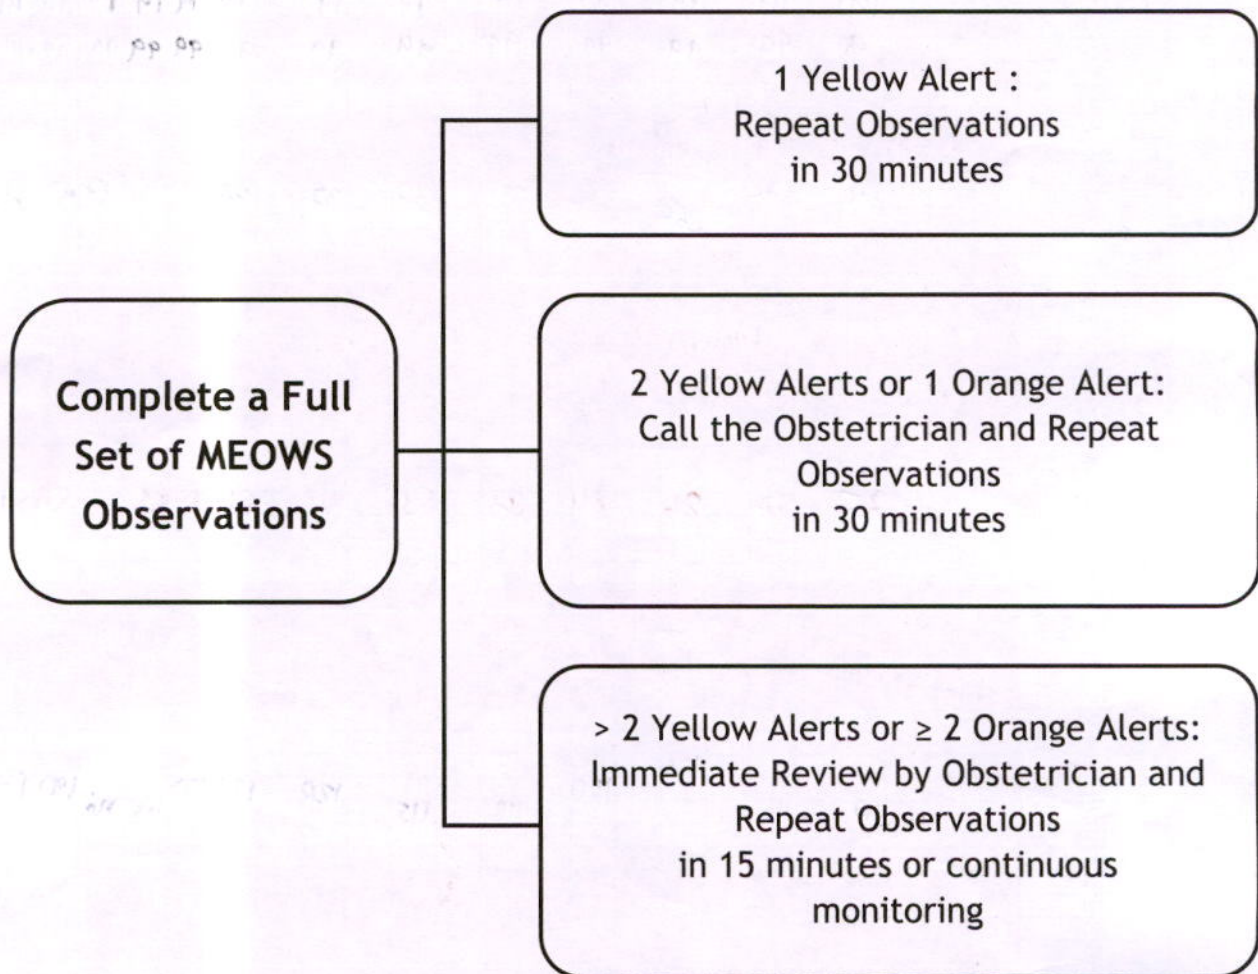 1 Yellow Alert :
Repeat Observations
in 30 minutes
Complete a Full
Set of MEOWS
Observations
2 Yellow Alerts or 1 Orange Alert:
Call the Obstetrician and Repeat
Observations
in 30 minutes
> 2 Yellow Alerts or ≥ 2 Orange Alerts:
Immediate Review by Obstetrician and
Repeat Observations
in 15 minutes or continuous
monitoring